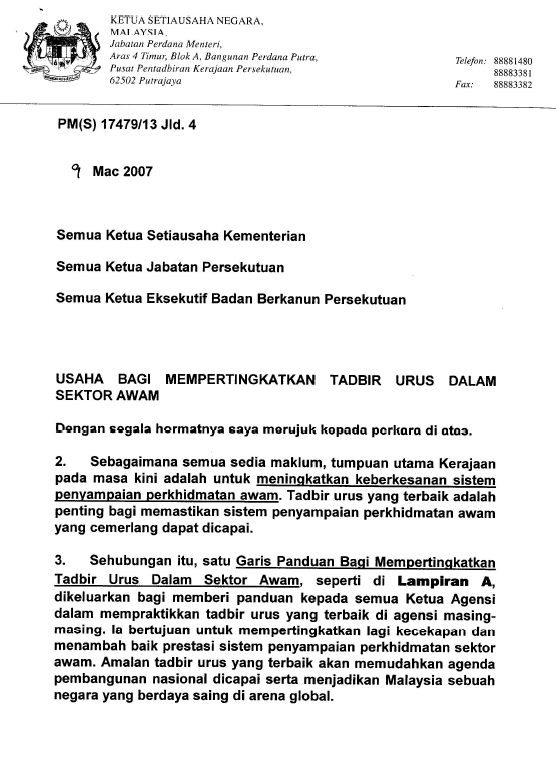 KETUA SETIAUSAHA NEGARA,
MALAYSIA,
Jabatan Perdana Menteri,
Aras 4 Timur, Blok A, Bangunan Perdana Putra,
Pusat Pentadbiran Kerajaan Persekutuan,
62502 Putrajaya
Telefon: 88881480
88883381
Fax: 88883382
PM(S) 17479/13 Jld. 4
9 Mac 2007
Semua Ketua Setiausaha Kementerian
Semua Ketua Jabatan Persekutuan
Semua Ketua Eksekutif Badan Berkanun Persekutuan
USAHA BAGI MEMPERTINGKATKAN TADBIR URUS DALAM
SEKTOR AWAM
Dengan segala hormatnya saya merujuk kepada perkara di atas.
2. Sebagaimana semua sedia maklum, tumpuan utama Kerajaan
pada masa kini adalah untuk meningkatkan keberkesanan sistem
penyampaian perkhidmatan awam. Tadbir urus yang terbaik adalah
penting bagi memastikan sistem penyampaian perkhidmatan awam
yang cemerlang dapat dicapai.
3. Sehubungan itu, satu Garis Panduan Bagi Mempertingkatkan
Tadbir Urus Dalam Sektor Awam, seperti di Lampiran A,
dikeluarkan bagi memberi panduan kepada semua Ketua Agensi
dalam mempraktikkan tadbir urus yang terbaik di agensi masing-
masing. Ia bertujuan untuk mempertingkatkan lagi kecekapan dan
menambah baik prestasi sistem penyampaian perkhidmatan sektor
awam. Amalan tadbir urus yang terbaik akan memudahkan agenda
pembangunan nasional dicapai serta menjadikan Malaysia sebuah
negara yang berdaya saing di arena global.